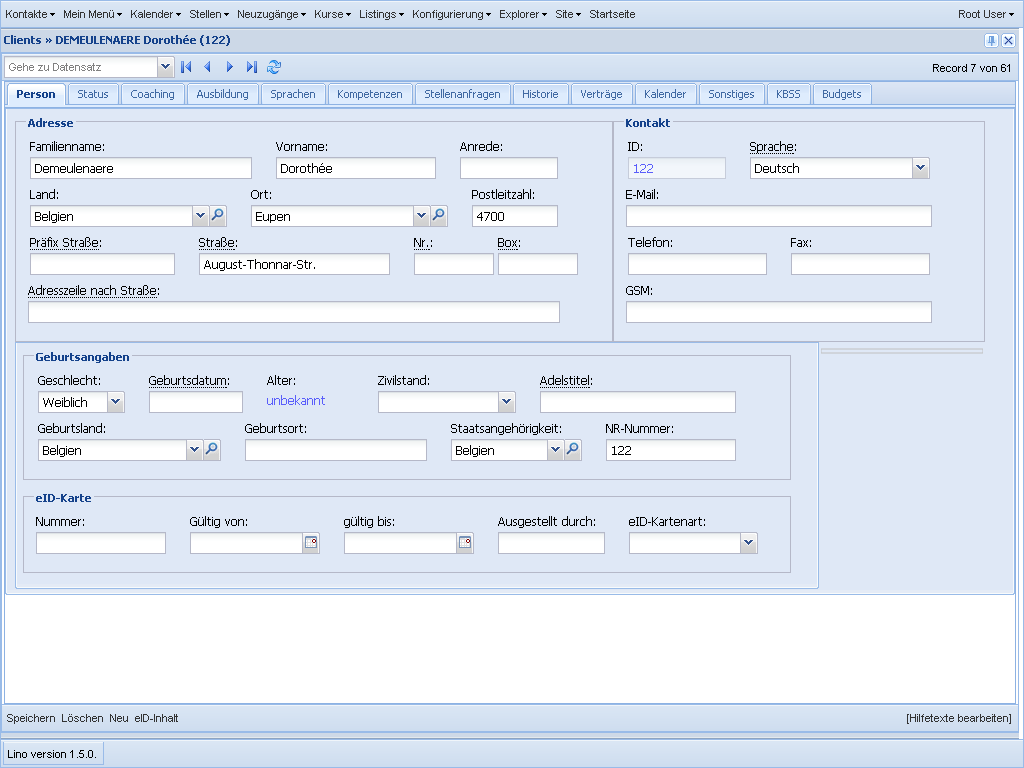 Kontakte Mein Menü Kalender Stellen Neuzugänge Kurse Listings Konfigurierung Explorer Site Startseite Root User
Clients » DEMEULENAERE Dorothée (122)
Gehe zu Datensatz Record 7 von 61
Person Status Coaching Ausbildung Sprachen Kompetenzen Stellenanfragen Historie Verträge Kalender Sonstiges KBSS Budgets
Adresse Kontakt
Familienname: Vorname: Anrede: ID: Sprache:
Demeulenaere Dorothée 122 Deutsch
Land: Ort: Postleitzahl: E-Mail:
Belgien Eupen 4700
Präfix Straße: Straße: Nr.: Box: Telefon: Fax:
August-Thonnar-Str.
Adresszeile nach Straße: GSM:
Geburtsangaben
Geschlecht: Geburtsdatum: Alter: Zivilstand: Adelstitel:
Weiblich unbekannt
Geburtsland: Geburtsort: Staatsangehörigkeit: NR-Nummer:
Belgien Belgien 122
eID-Karte
Nummer: Gültig von: gültig bis: Ausgestellt durch: eID-Kartenart:
Speichern Löschen Neu eID-Inhalt [Hilfetexte bearbeiten]
Lino version 1.5.0.